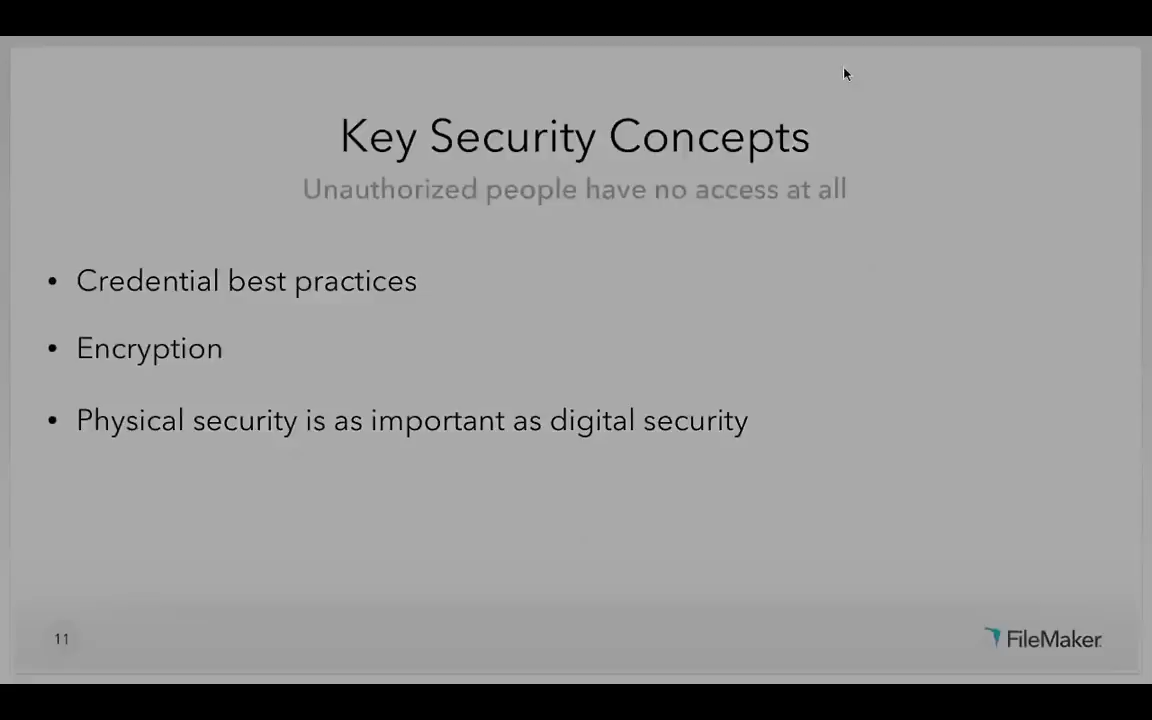 Key Security Concepts
Unauthorized people have no access at all
• Credential best practices
• Encryption
• Physical security is as important as digital security
11
FileMaker